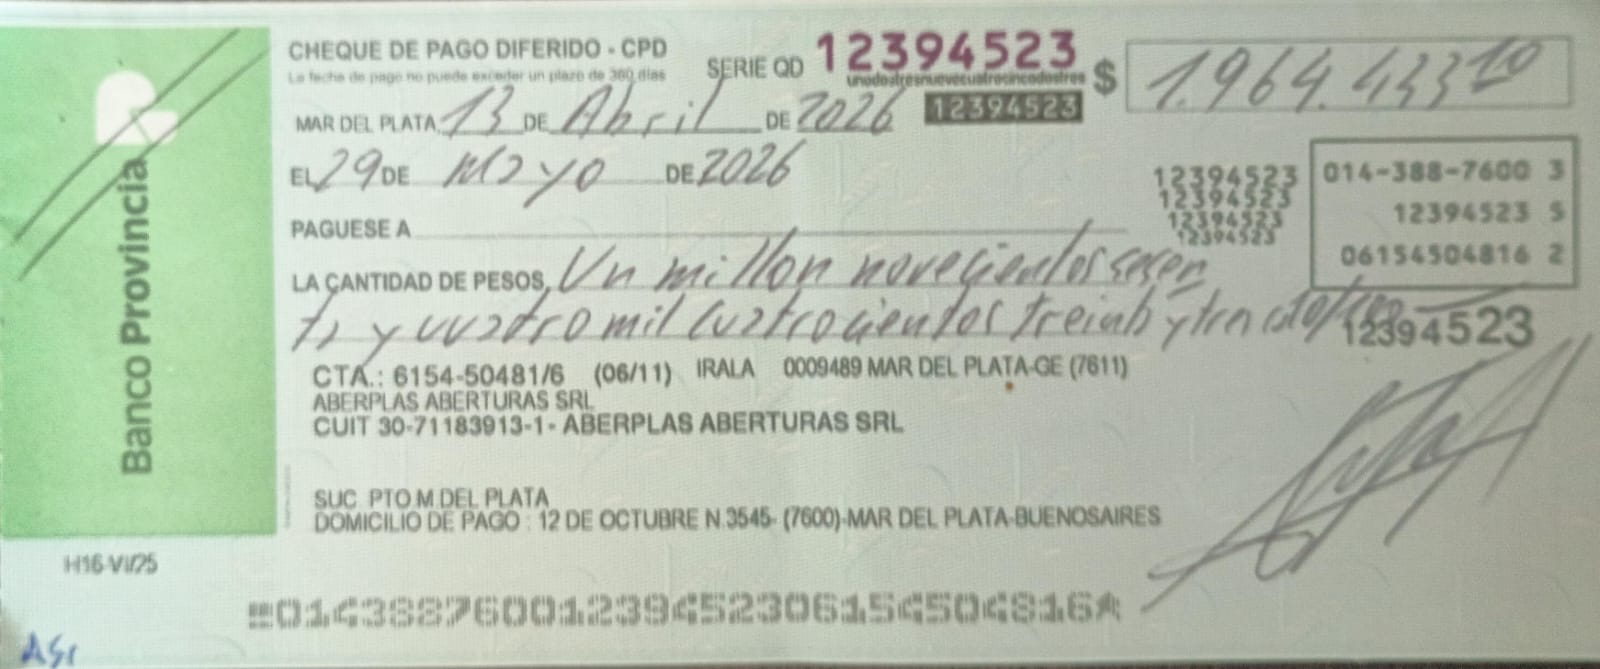 Banco Provincia
CHEQUE DE PAGO DIFERIDO - CPD
La fecha de pago no puede exceder un plazo de 360 días
SERIE QD 12394523
unodostresnuevecuatrocincodostres
12394523
$ 1.964.433 10
MAR DEL PLATA, 13 DE Abril DE 2026
EL 29 DE Mayo DE 2026
PAGUESE A
12394523
12394523
12394523
12394523
014-388-7600 3
12394523 5
06154504816 2
LA CANTIDAD DE PESOS, Un millon novecientos sesen
ta y cuatro mil cuatrocientos treinta y tres
12394523
CTA.: 6154-50481/6 (06/11) IRALA 0009489 MAR DEL PLATA-GE (7611)
ABERPLAS ABERTURAS SRL
CUIT 30-71183913-1 - ABERPLAS ABERTURAS SRL
SUC PTO M.DEL PLATA
DOMICILIO DE PAGO : 12 DE OCTUBRE N.3545- (7600)-MAR DEL PLATA-BUENOSAIRES
H16-VI/25
01438876001239452306154504816